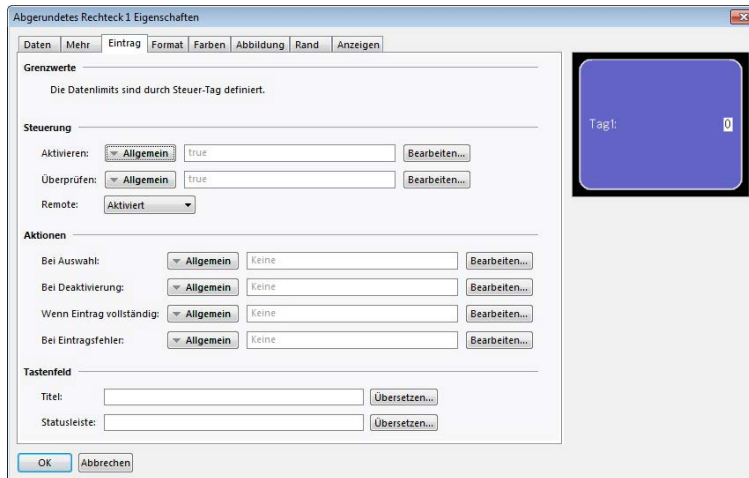 Abgerundetes Rechteck 1 Eigenschaften
Daten Mehr Eintrag Format Farben Abbildung Rand Anzeigen
Grenzwerte
Die Datenlimits sind durch Steuer-Tag definiert.
Tag1: 0
Steuerung
Aktivieren: Allgemein true Bearbeiten...
Überprüfen: Allgemein true Bearbeiten...
Remote: Aktiviert
Aktionen
Bei Auswahl: Allgemein Keine Bearbeiten...
Bei Deaktivierung: Allgemein Keine Bearbeiten...
Wenn Eintrag vollständig: Allgemein Keine Bearbeiten...
Bei Eintragsfehler: Allgemein Keine Bearbeiten...
Tastenfeld
Titel: Übersetzen...
Statusleiste: Übersetzen...
OK Abbrechen